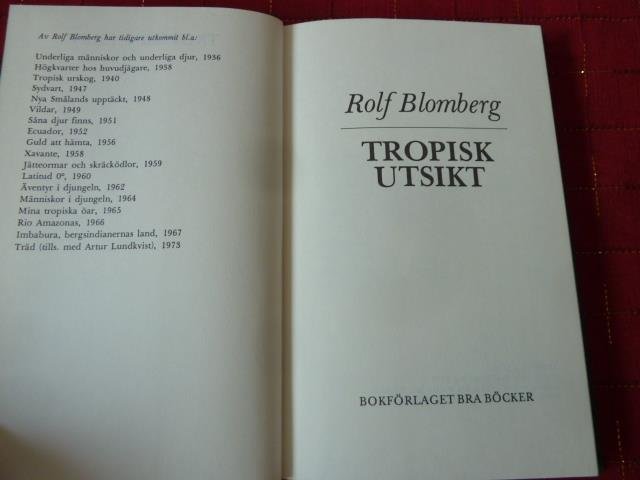 Av Rolf Blomberg har tidigare utkommit bl.a:
Underliga människor och underliga djur, 1936
Högkvarter hos huvudjägare, 1938
Tropisk urskog, 1940
Sydvart, 1947
Nya Smålands upptäckt, 1948
Vildar, 1949
Såna djur finns, 1951
Ecuador, 1952
Guld att hämta, 1956
Xavante, 1958
Jätteormar och skräcködlor, 1959
Latitud 0°, 1960
Äventyr i djungeln, 1962
Människor i djungeln, 1964
Mina tropiska öar, 1965
Rio Amazonas, 1966
Imbabura, bergsindianernas land, 1967
Träd (tills. med Artur Lundkvist), 1973
Rolf Blomberg
TROPISK
UTSIKT
BOKFÖRLAGET BRA BÖCKER